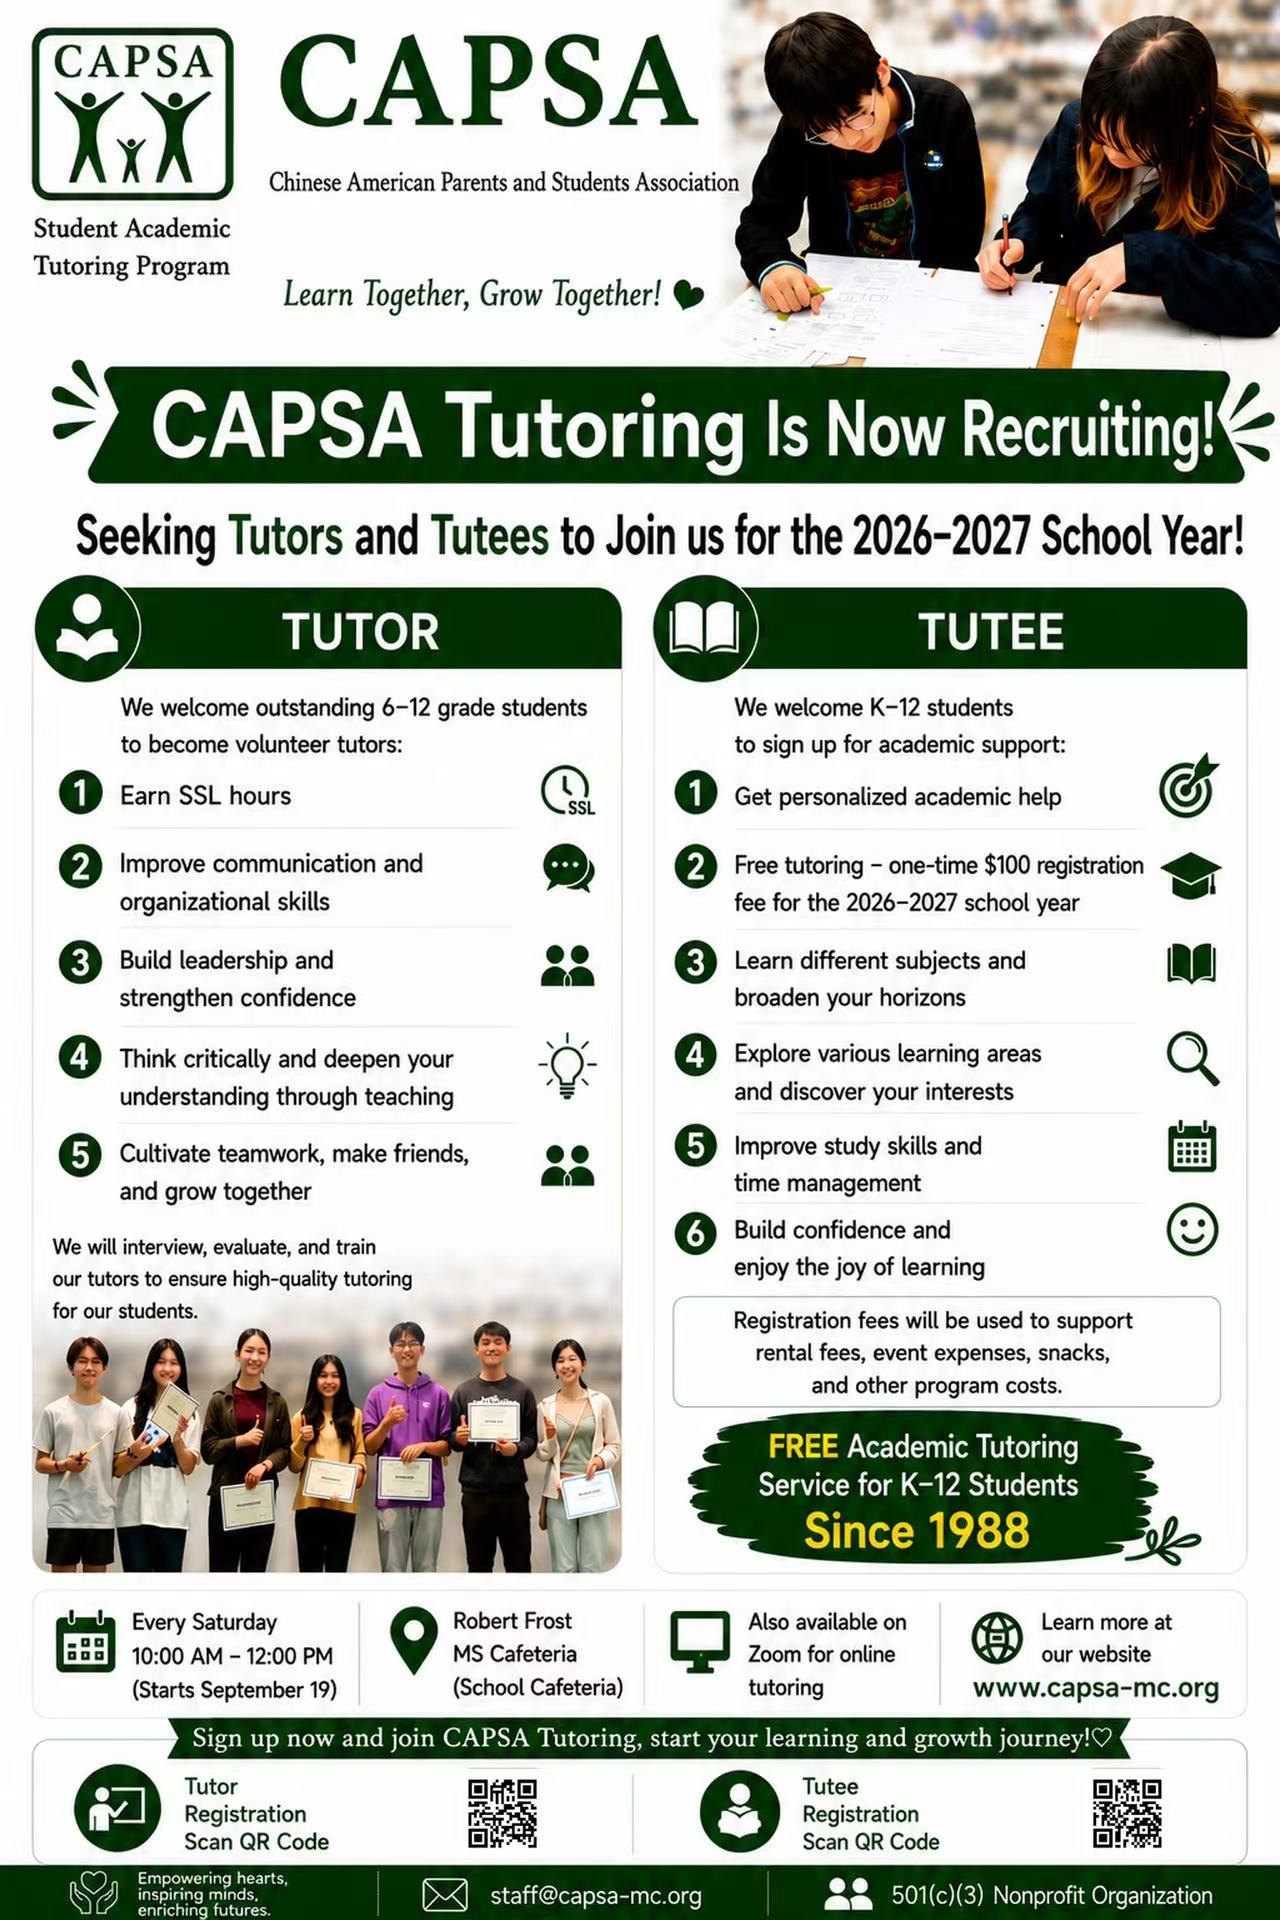 CAPSA
Student Academic
Tutoring Program
CAPSA
Chinese American Parents and Students Association
Learn Together, Grow Together!
CAPSA Tutoring Is Now Recruiting!
Seeking Tutors and Tutees to Join us for the 2026–2027 School Year!
TUTOR
We welcome outstanding 6–12 grade students
to become volunteer tutors:
1 Earn SSL hours
SSL
2 Improve communication and
organizational skills
3 Build leadership and
strengthen confidence
4 Think critically and deepen your
understanding through teaching
5 Cultivate teamwork, make friends,
and grow together
We will interview, evaluate, and train
our tutors to ensure high-quality tutoring
for our students.
TUTEE
We welcome K–12 students
to sign up for academic support:
1 Get personalized academic help
2 Free tutoring – one-time $100 registration
fee for the 2026–2027 school year
3 Learn different subjects and
broaden your horizons
4 Explore various learning areas
and discover your interests
5 Improve study skills and
time management
6 Build confidence and
enjoy the joy of learning
Registration fees will be used to support
rental fees, event expenses, snacks,
and other program costs.
FREE Academic Tutoring
Service for K–12 Students
Since 1988
Every Saturday
10:00 AM – 12:00 PM
(Starts September 19)
Robert Frost
MS Cafeteria
(School Cafeteria)
Also available on
Zoom for online
tutoring
Learn more at
our website
www.capsa-mc.org
Sign up now and join CAPSA Tutoring, start your learning and growth journey!♡
Tutor
Registration
Scan QR Code
Tutee
Registration
Scan QR Code
Empowering hearts,
inspiring minds,
enriching futures.
staff@capsa-mc.org
501(c)(3) Nonprofit Organization